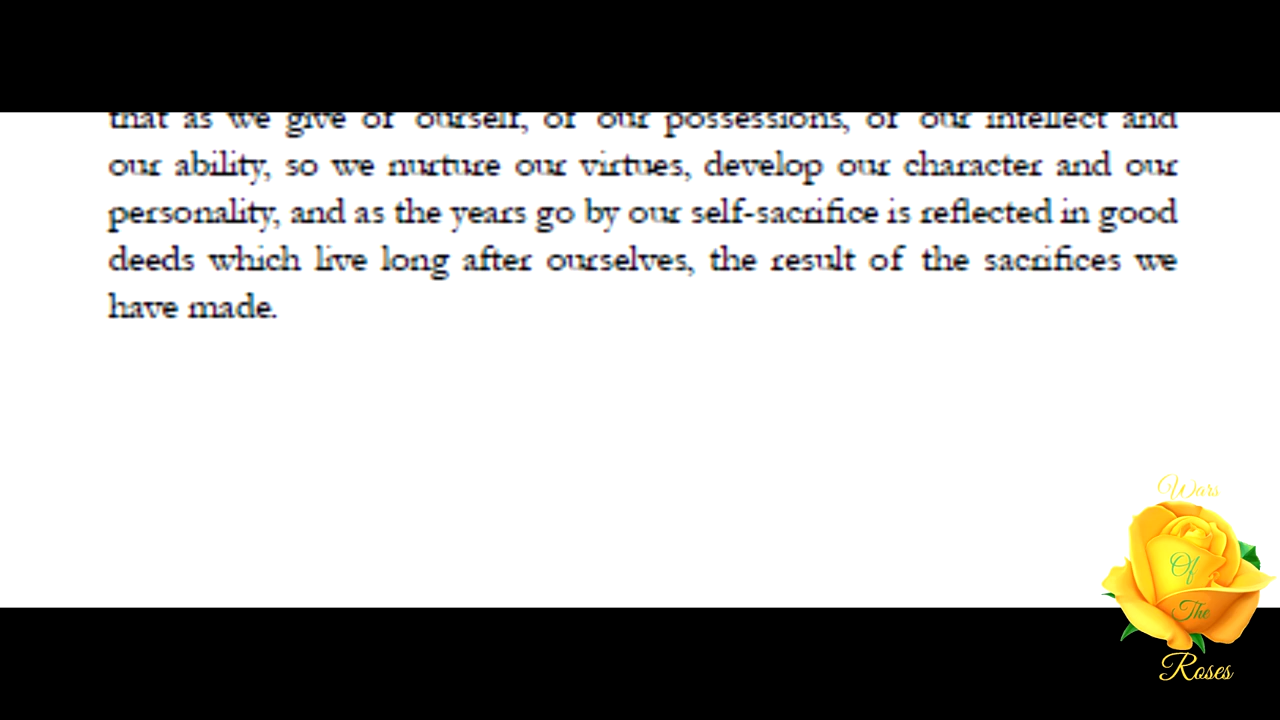 that as we give of ourself, of our possessions, of our intellect and
our ability, so we nurture our virtues, develop our character and our
personality, and as the years go by our self-sacrifice is reflected in good
deeds which live long after ourselves, the result of the sacrifices we
have made.
Wars
Of
The
Roses